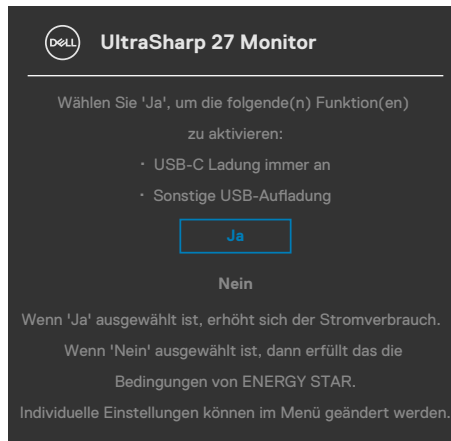 DELL UltraSharp 27 Monitor
Wählen Sie 'Ja', um die folgende(n) Funktion(en)
zu aktivieren:
· USB-C Ladung immer an
· Sonstige USB-Aufladung
Ja
Nein
Wenn 'Ja' ausgewählt ist, erhöht sich der Stromverbrauch.
Wenn 'Nein' ausgewählt ist, dann erfüllt das die
Bedingungen von ENERGY STAR.
Individuelle Einstellungen können im Menü geändert werden.